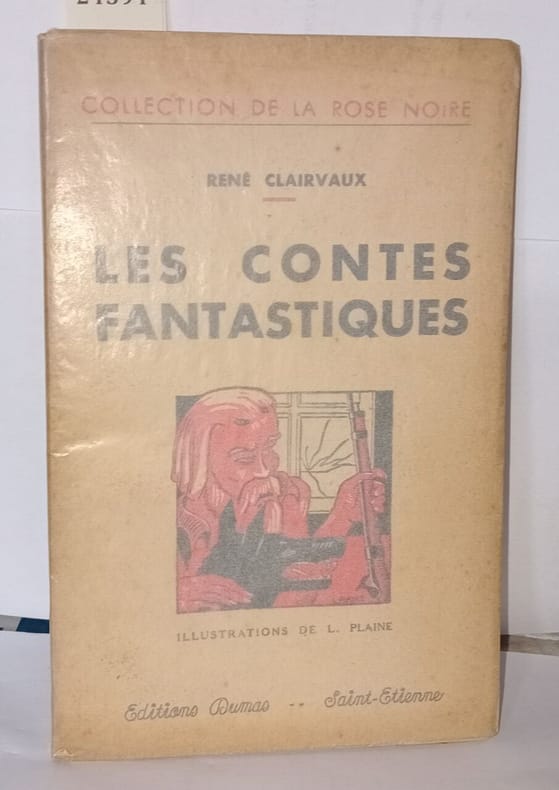 COLLECTION DE LA ROSE NOIRE
RENÉ CLAIRVAUX
LES CONTES
FANTASTIQUES
ILLUSTRATIONS DE L. PLAINE
Editions Dumas -- Saint-Etienne